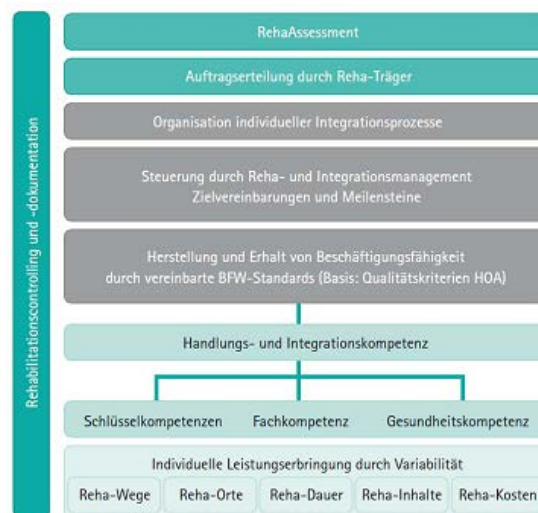 Rehabilitationscontrolling und -dokumentation
RehaAssessment
Auftragserteilung durch Reha-Träger
Organisation individueller Integrationsprozesse
Steuerung durch Reha- und Integrationsmanagement
Zielvereinbarungen und Meilensteine
Herstellung und Erhalt von Beschäftigungsfähigkeit
durch vereinbarte BFW-Standards (Basis: Qualitätskriterien HOA)
Handlungs- und Integrationskompetenz
Schlüsselkompetenzen Fachkompetenz Gesundheitskompetenz
Individuelle Leistungserbringung durch Variabilität
Reha-Wege Reha-Orte Reha-Dauer Reha-Inhalte Reha-Kosten